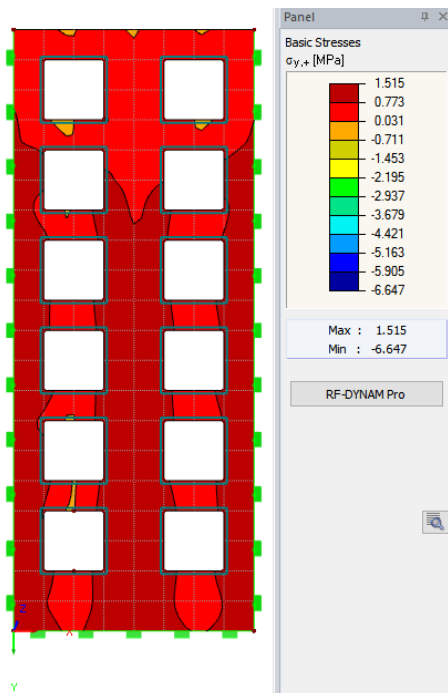 Panel
Basic Stresses
σy,+ [MPa]
1.515
0.773
0.031
-0.711
-1.453
-2.195
-2.937
-3.679
-4.421
-5.163
-5.905
-6.647
Max : 1.515
Min : -6.647
RF-DYNAM Pro
X
Y